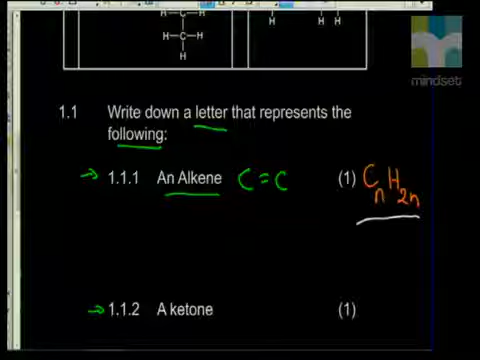 H–C–H
H–C–H
H
H
H H
mindset
1.1 Write down a letter that represents the
following:
1.1.1 An Alkene C = C (1) CnH2n
1.1.2 A ketone (1)